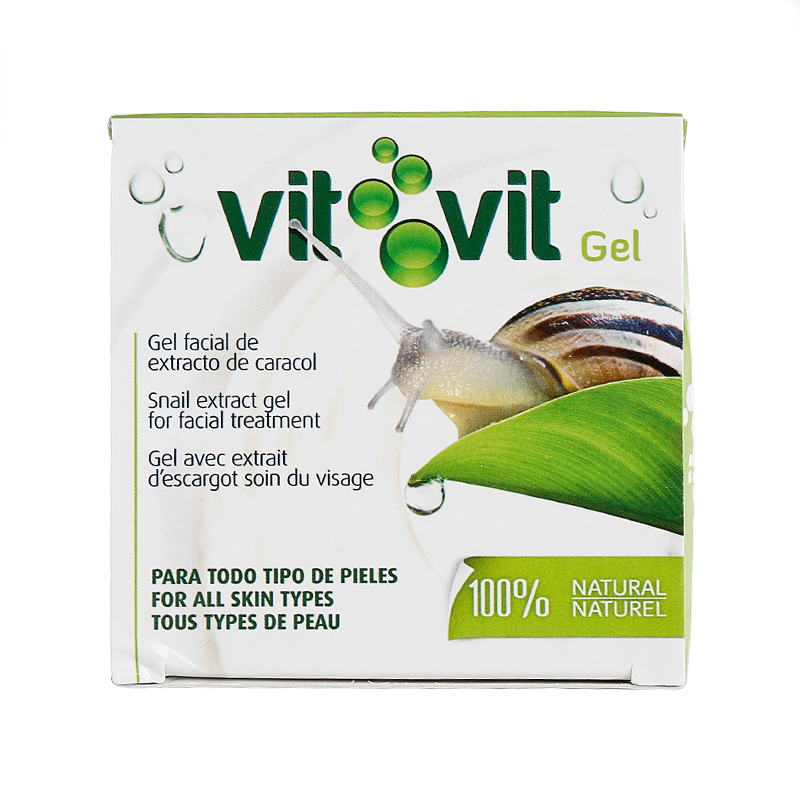 vit vit Gel
Gel facial de
extracto de caracol
Snail extract gel
for facial treatment
Gel avec extrait
d'escargot soin du visage
PARA TODO TIPO DE PIELES
FOR ALL SKIN TYPES
TOUS TYPES DE PEAU
100% NATURAL
NATUREL